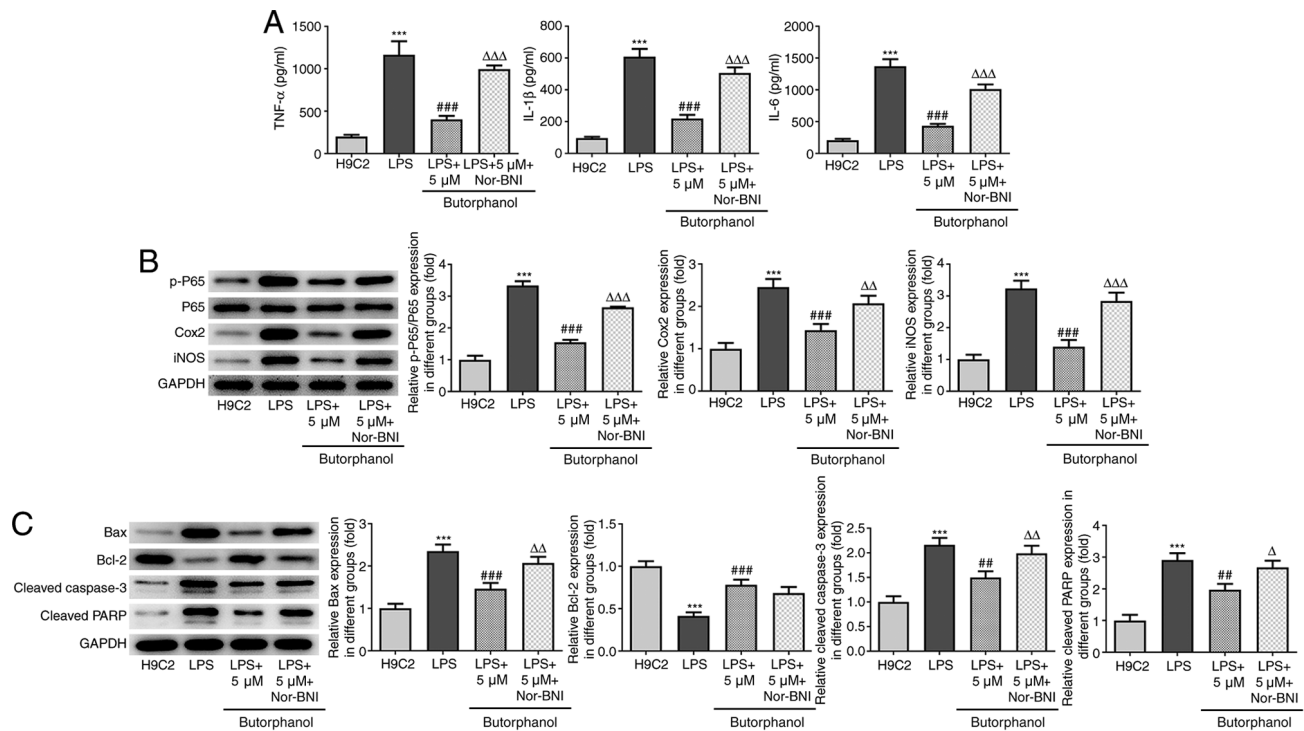 A
TNF-α (pg/ml)
1500
1000
500
0
***
###
ΔΔΔ
H9C2
LPS
LPS+
5 µM
LPS+5 µM+
Nor-BNI
Butorphanol
IL-1β (pg/ml)
800
600
400
200
0
***
###
ΔΔΔ
H9C2
LPS
LPS+
5 µM
LPS+
5 µM+
Nor-BNI
Butorphanol
IL-6 (pg/ml)
2000
1500
1000
500
0
***
###
ΔΔΔ
H9C2
LPS
LPS+
5 µM
LPS+
5 µM+
Nor-BNI
Butorphanol
B
p-P65
P65
Cox2
iNOS
GAPDH
H9C2
LPS
LPS+
5 µM
LPS+
5 µM+
Nor-BNI
Butorphanol
Relative p-P65/P65 expression
in different groups (fold)
4
3
2
1
0
***
###
ΔΔΔ
H9C2
LPS
LPS+
5 µM
LPS+
5 µM+
Nor-BNI
Butorphanol
Relative Cox2 expression
in different groups (fold)
3
2
1
0
***
###
ΔΔ
H9C2
LPS
LPS+
5 µM
LPS+
5 µM+
Nor-BNI
Butorphanol
Relative iNOS expression
in different groups (fold)
4
3
2
1
0
***
###
ΔΔΔ
H9C2
LPS
LPS+
5 µM
LPS+
5 µM+
Nor-BNI
Butorphanol
C
Bax
Bcl-2
Cleaved caspase-3
Cleaved PARP
GAPDH
H9C2
LPS
LPS+
5 µM
LPS+
5 µM+
Nor-BNI
Butorphanol
Relative Bax expression
in different groups (fold)
3
2
1
0
***
###
ΔΔ
H9C2
LPS
LPS+
5 µM
LPS+
5 µM+
Nor-BNI
Butorphanol
Relative Bcl-2 expression
in different groups (fold)
1.5
1.0
0.5
0.0
***
###
H9C2
LPS
LPS+
5 µM
LPS+
5 µM+
Nor-BNI
Butorphanol
Relative cleaved caspase-3 expression
in different groups (fold)
2.5
2.0
1.5
1.0
0.5
0.0
***
##
ΔΔ
H9C2
LPS
LPS+
5 µM
LPS+
5 µM+
Nor-BNI
Butorphanol
Relative cleaved PARP expression in
different groups (fold)
4
3
2
1
0
***
##
Δ
H9C2
LPS
LPS+
5 µM
LPS+
5 µM+
Nor-BNI
Butorphanol